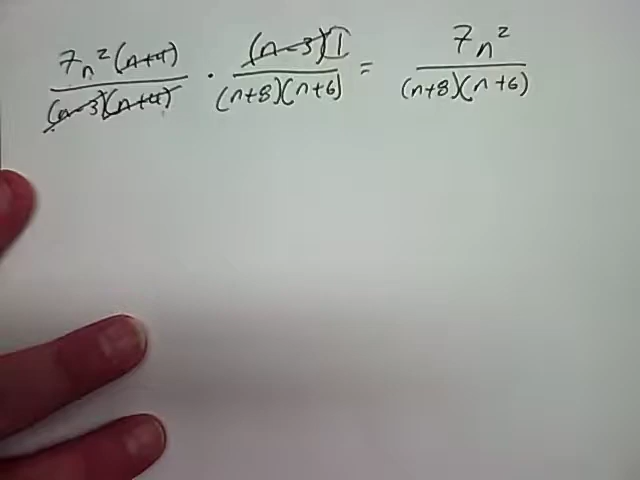 7n²(n+4) / (n-3)(n+4) · (n-3)1 / (n+8)(n+6) = 7n² / (n+8)(n+6)